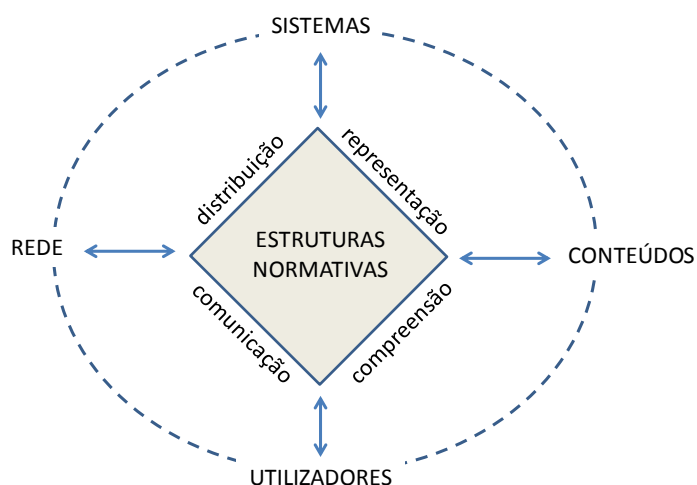 SISTEMAS
distribuição
representação
REDE
ESTRUTURAS
NORMATIVAS
CONTEÚDOS
comunicação
compreensão
UTILIZADORES